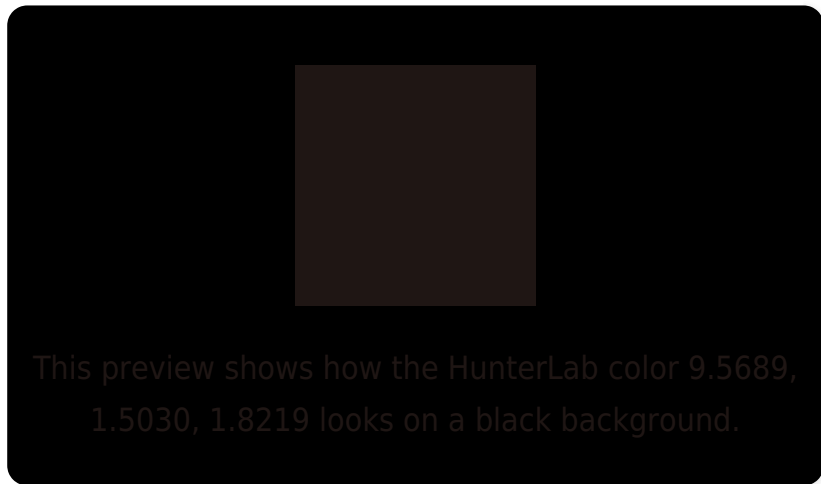 This preview shows how the HunterLab color 9.5689,
1.5030, 1.8219 looks on a black background.